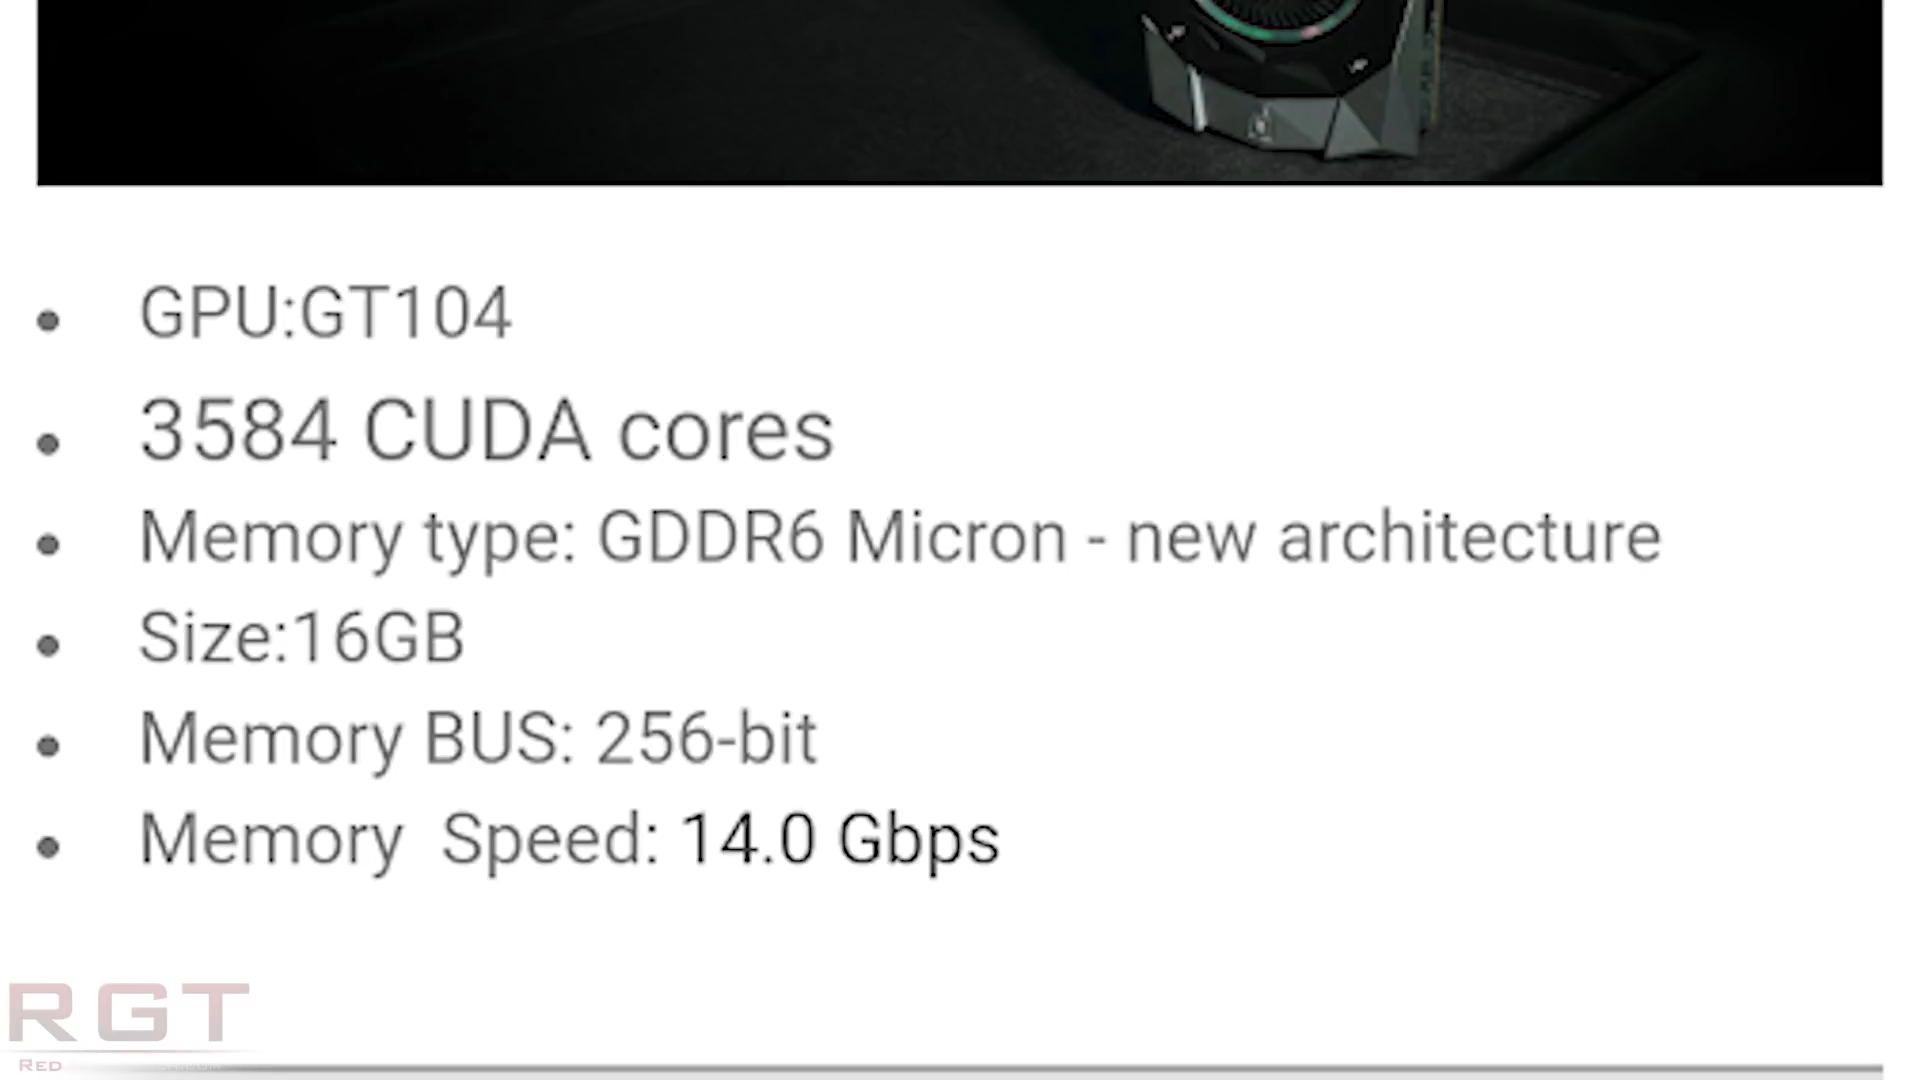 GPU:GT104
3584 CUDA cores
Memory type: GDDR6 Micron - new architecture
Size:16GB
Memory BUS: 256-bit
Memory  Speed: 14.0 Gbps
RGT
RED